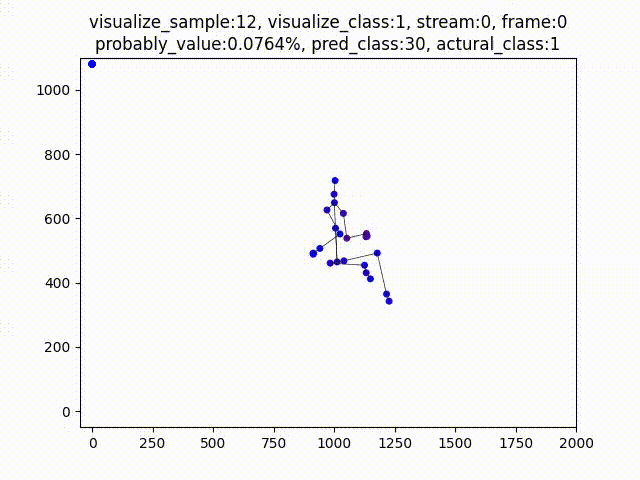 visualize_sample:12, visualize_class:1, stream:0, frame:0
probably_value:0.0764%, pred_class:30, actural_class:1
1000
800
600
400
200
0
0 250 500 750 1000 1250 1500 1750 2000